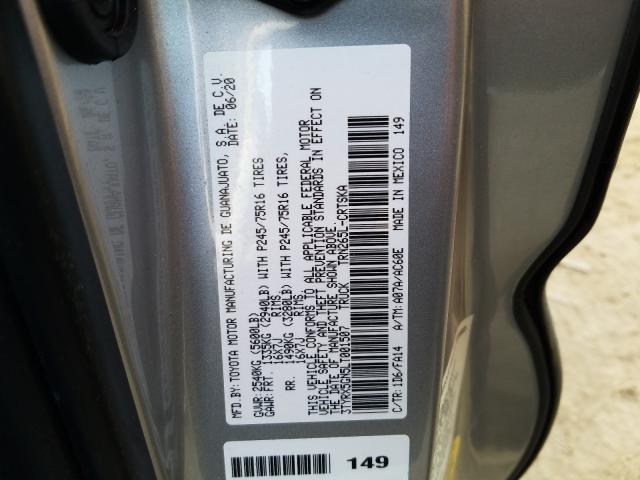 MFD. BY:TOYOTA MOTOR MANUFACTURING DE GUANAJUATO, S.A. DE C.V.
DATE: 06/20
GVWR: 2540KG (5600LB)
GAWR: FRT. 1335KG (2940LB) WITH P245/75R16 TIRES
16X7J RIMS,
RR. 1490KG (3280LB) WITH P245/75R16 TIRES,
16X7J RIMS.
THIS VEHICLE CONFORMS TO ALL APPLICABLE FEDERAL MOTOR
VEHICLE SAFETY AND THEFT PREVENTION STANDARDS IN EFFECT ON
THE DATE OF MANUFACTURE SHOWN ABOVE.
3TYRX5GN5LT001507 TRUCK TRN265L-CRTSKA
C/TR:1D6/FA14 A/TM:A07A/AC60E MADE IN MEXICO 149
149